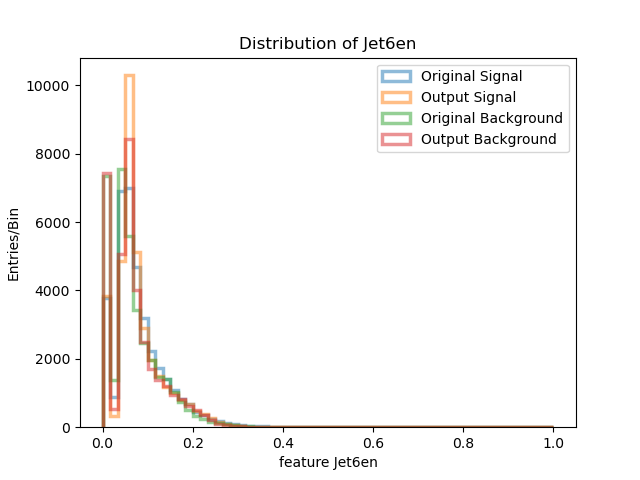 Distribution of Jet6en
Original Signal
Output Signal
Original Background
Output Background
Entries/Bin
10000
8000
6000
4000
2000
0
0.0 0.2 0.4 0.6 0.8 1.0
feature Jet6en